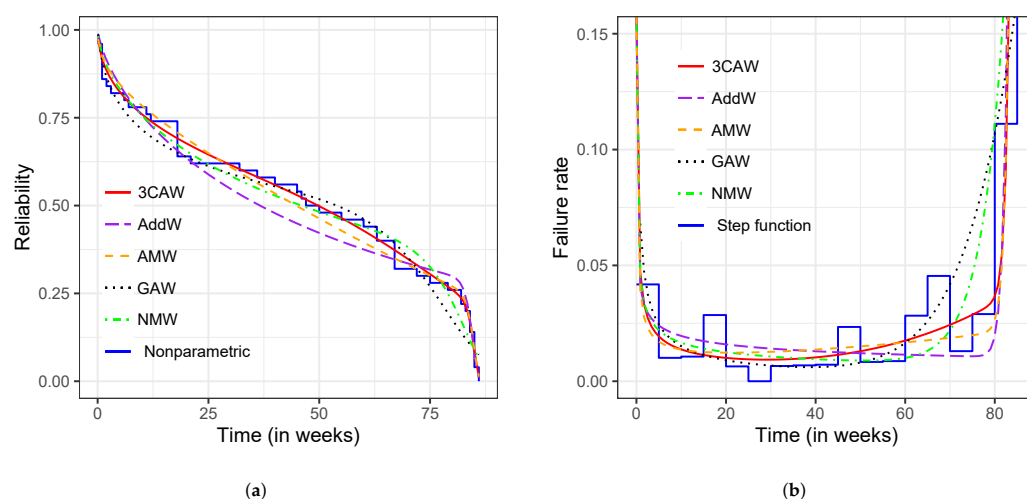 1.00
0.75
0.50
0.25
0.00
Reliability
3CAW
AddW
AMW
GAW
NMW
Nonparametric
0
25
50
75
Time (in weeks)
(a)
0.15
0.10
0.05
0.00
Failure rate
3CAW
AddW
AMW
GAW
NMW
Step function
0
20
40
60
80
Time (in weeks)
(b)